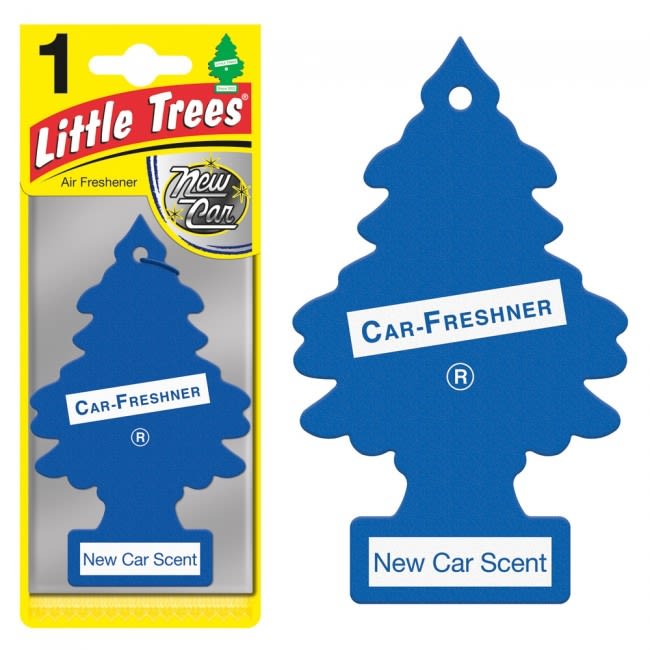 1
Little Trees®
Air Freshener
New
Car
CAR-FRESHNER
®
New Car Scent
CAR-FRESHNER
®
New Car Scent